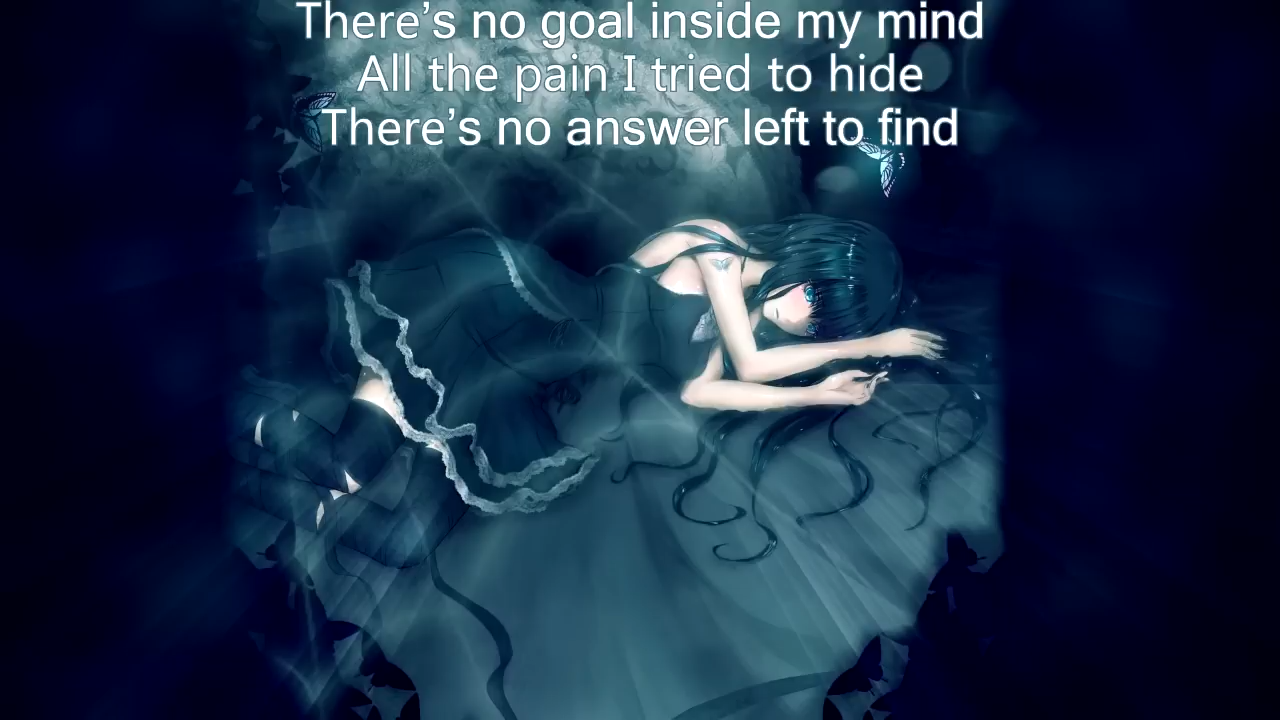 There’s no goal inside my mind
All the pain I tried to hide
There’s no answer left to find